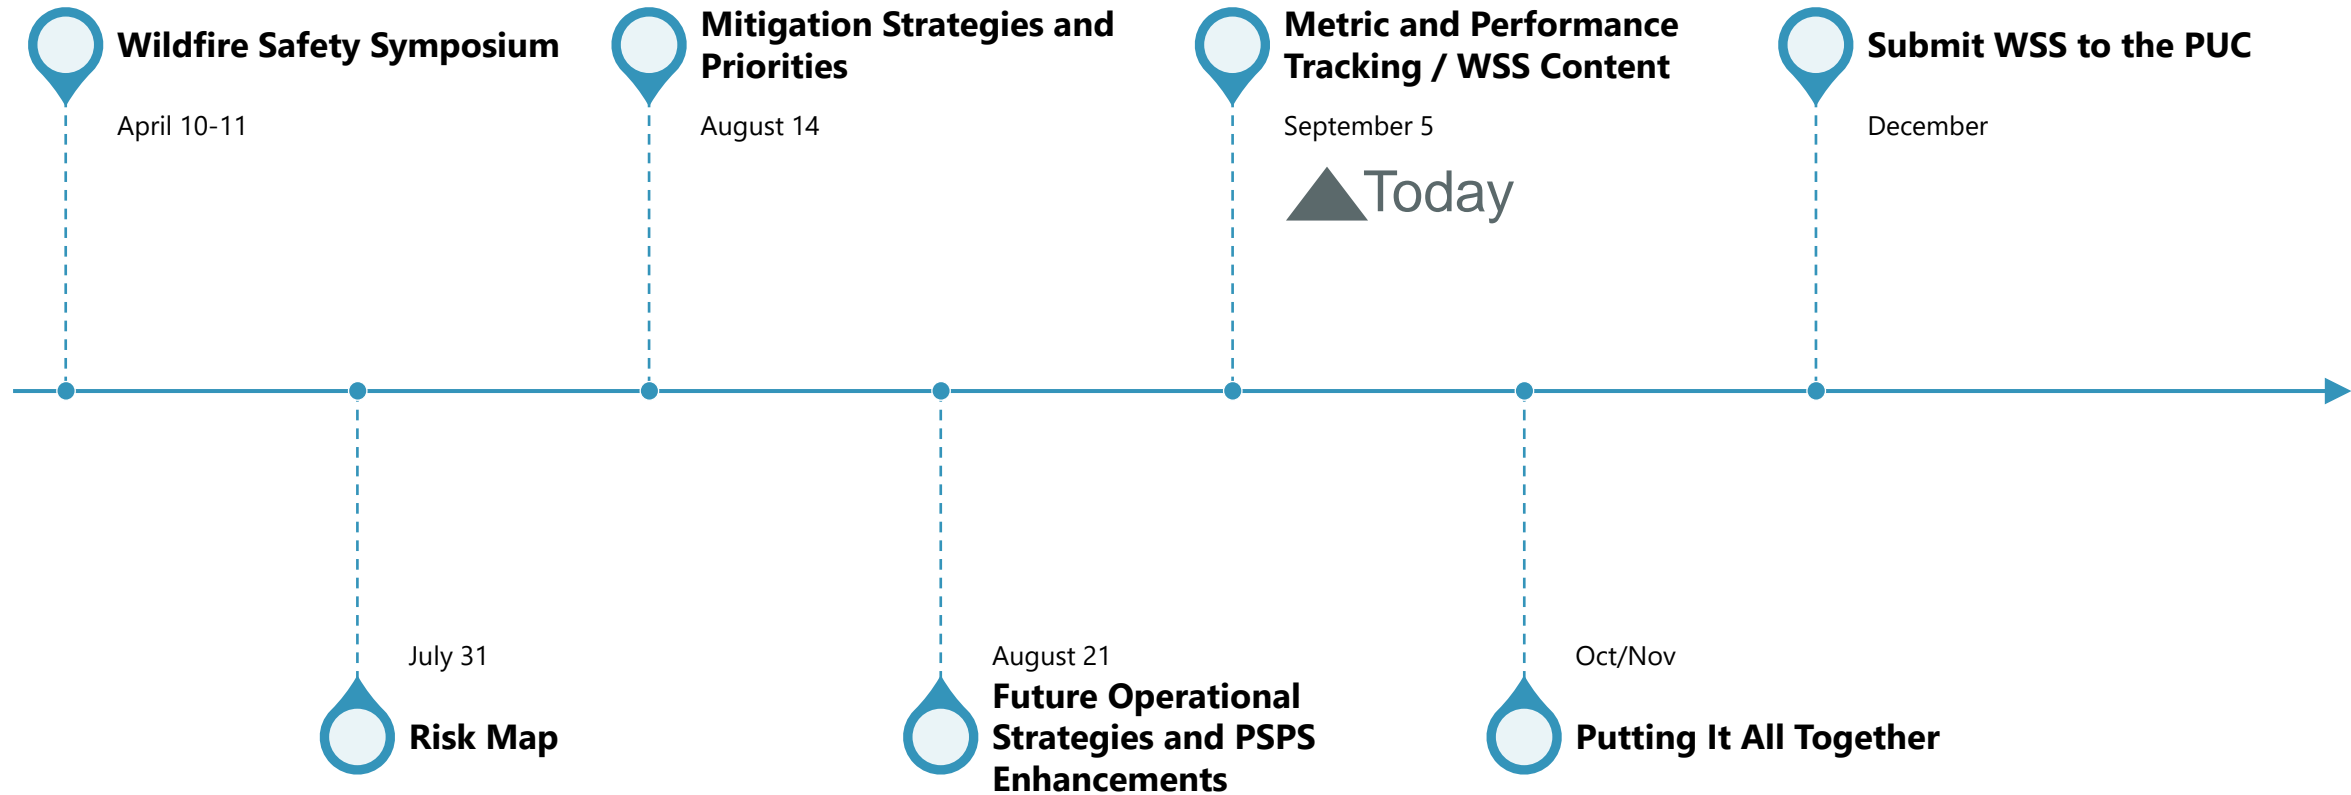 Wildfire Safety Symposium
April 10-11
Mitigation Strategies and
Priorities
August 14
Metric and Performance
Tracking / WSS Content
September 5
Today
Submit WSS to the PUC
December
July 31
Risk Map
August 21
Future Operational
Strategies and PSPS
Enhancements
Oct/Nov
Putting It All Together